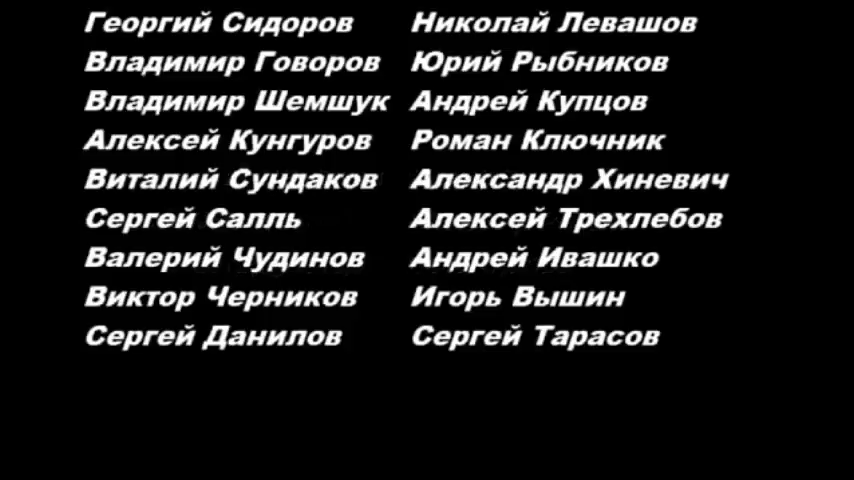 Георгий Сидоров Николай Левашов
Владимир Говоров Юрий Рыбников
Владимир Шемшук Андрей Купцов
Алексей Кунгуров Роман Ключник
Виталий Сундаков Александр Хиневич
Сергей Салль Алексей Трехлебов
Валерий Чудинов Андрей Ивашко
Виктор Черников Игорь Вышин
Сергей Данилов Сергей Тарасов